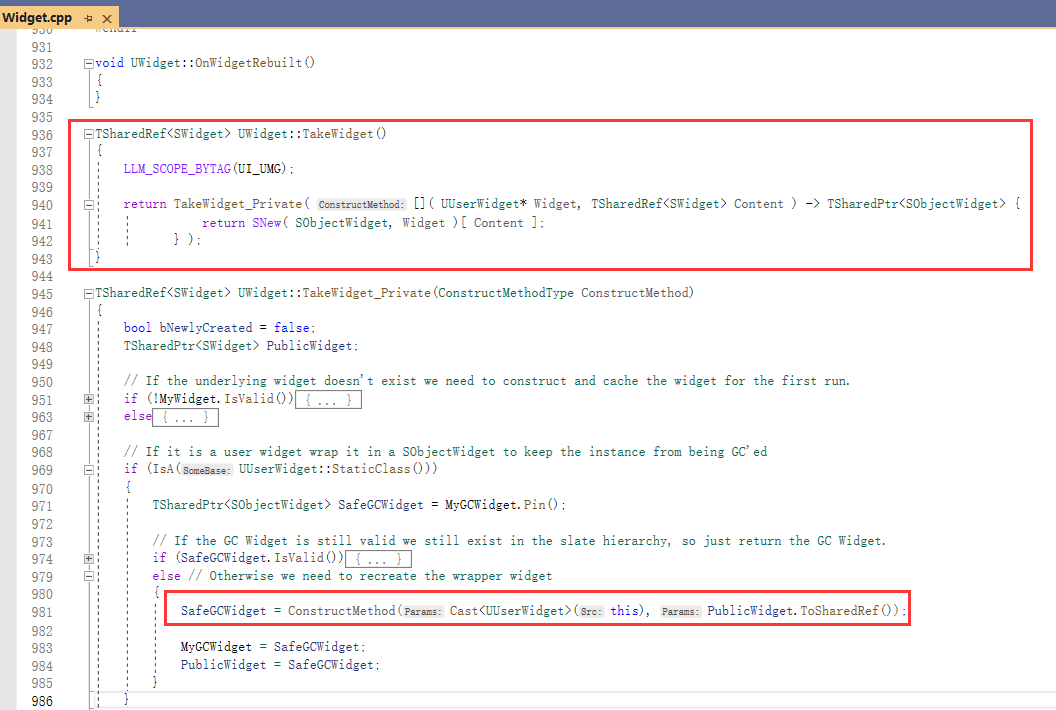 Widget.cpp
930 #endif
931
932 void UWidget::OnWidgetRebuilt()
933 {
934 }
935
936 TSharedRef<SWidget> UWidget::TakeWidget()
937 {
938 LLM_SCOPE_BYTAG(UI_UMG);
939
940 return TakeWidget_Private( ConstructMethod: []( UUserWidget* Widget, TSharedRef<SWidget> Content ) -> TSharedPtr<SObjectWidget> {
941 return SNew( SObjectWidget, Widget )[ Content ];
942 } );
943 }
944
945 TSharedRef<SWidget> UWidget::TakeWidget_Private(ConstructMethodType ConstructMethod)
946 {
947 bool bNewlyCreated = false;
948 TSharedPtr<SWidget> PublicWidget;
949
950 // If the underlying widget doesn't exist we need to construct and cache the widget for the first run.
951 if (!MyWidget.IsValid()) { ... }
963 else { ... }
967
968 // If it is a user widget wrap it in a SObjectWidget to keep the instance from being GC'ed
969 if (IsA(SomeBase: UUserWidget::StaticClass()))
970 {
971 TSharedPtr<SObjectWidget> SafeGCWidget = MyGCWidget.Pin();
972
973 // If the GC Widget is still valid we still exist in the slate hierarchy, so just return the GC Widget.
974 if (SafeGCWidget.IsValid()) { ... }
979 else // Otherwise we need to recreate the wrapper widget
980 {
981 SafeGCWidget = ConstructMethod(Params: Cast<UUserWidget>(Src: this), Params: PublicWidget.ToSharedRef());
982
983 MyGCWidget = SafeGCWidget;
984 PublicWidget = SafeGCWidget;
985 }
986 }